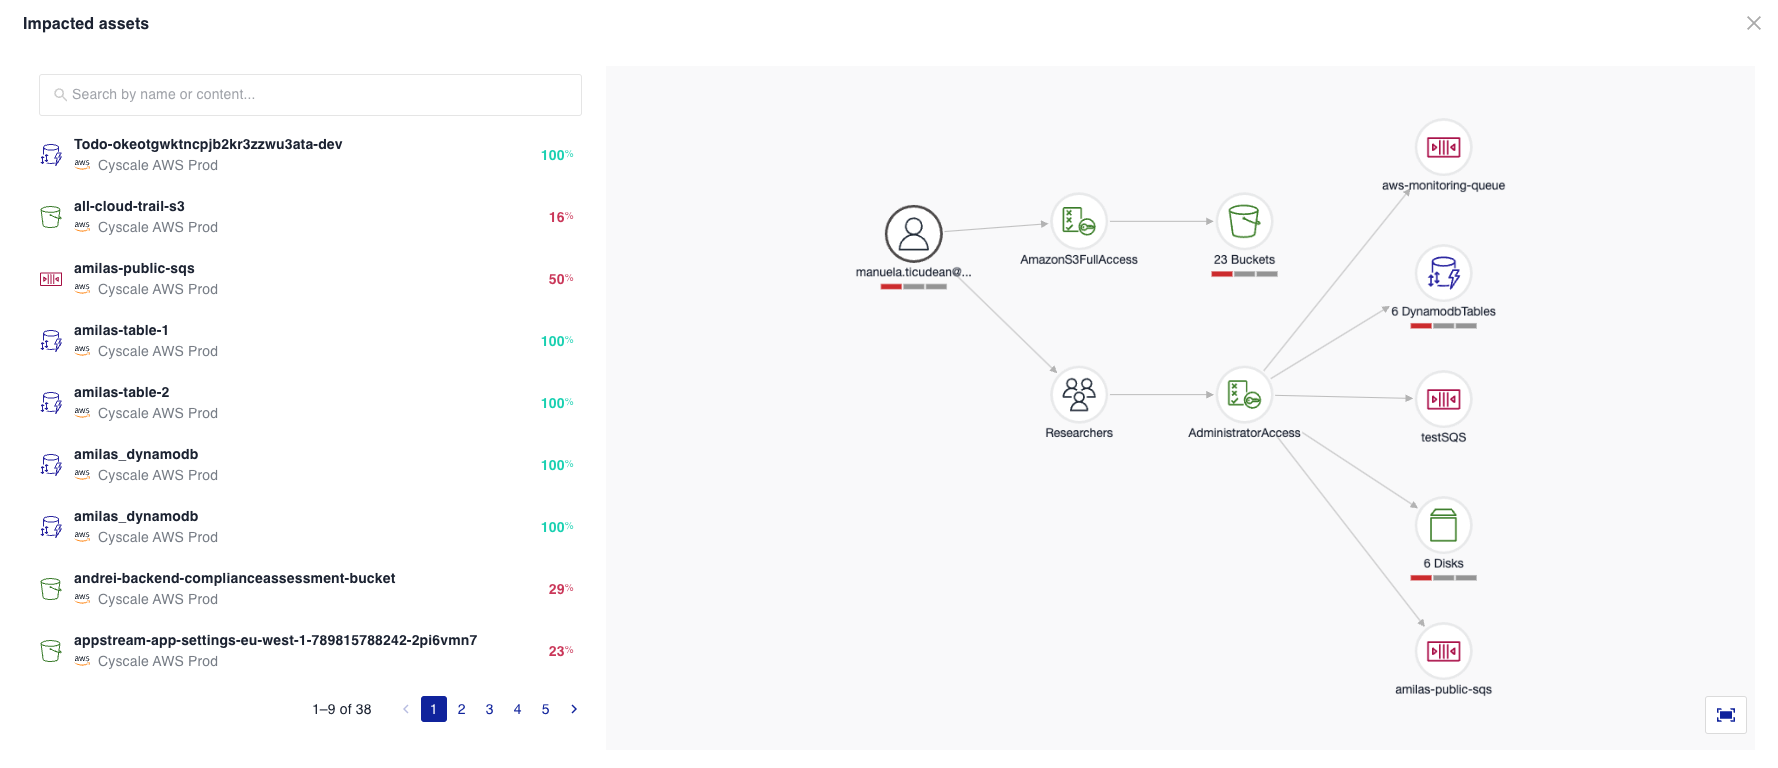 Impacted assets
Search by name or content...
Todo-okeotgwktncpjb2kr3zzwu3ata-dev
aws Cyscale AWS Prod
100%
all-cloud-trail-s3
aws Cyscale AWS Prod
16%
amilas-public-sqs
aws Cyscale AWS Prod
50%
amilas-table-1
aws Cyscale AWS Prod
100%
amilas-table-2
aws Cyscale AWS Prod
100%
amilas_dynamodb
aws Cyscale AWS Prod
100%
amilas_dynamodb
aws Cyscale AWS Prod
100%
andrei-backend-complianceassessment-bucket
aws Cyscale AWS Prod
29%
appstream-app-settings-eu-west-1-789815788242-2pi6vmn7
aws Cyscale AWS Prod
23%
1–9 of 38 1 2 3 4 5
manuela.ticudean@...
AmazonS3FullAccess
23 Buckets
Researchers
AdministratorAccess
aws-monitoring-queue
6 DynamodbTables
testSQS
6 Disks
amilas-public-sqs